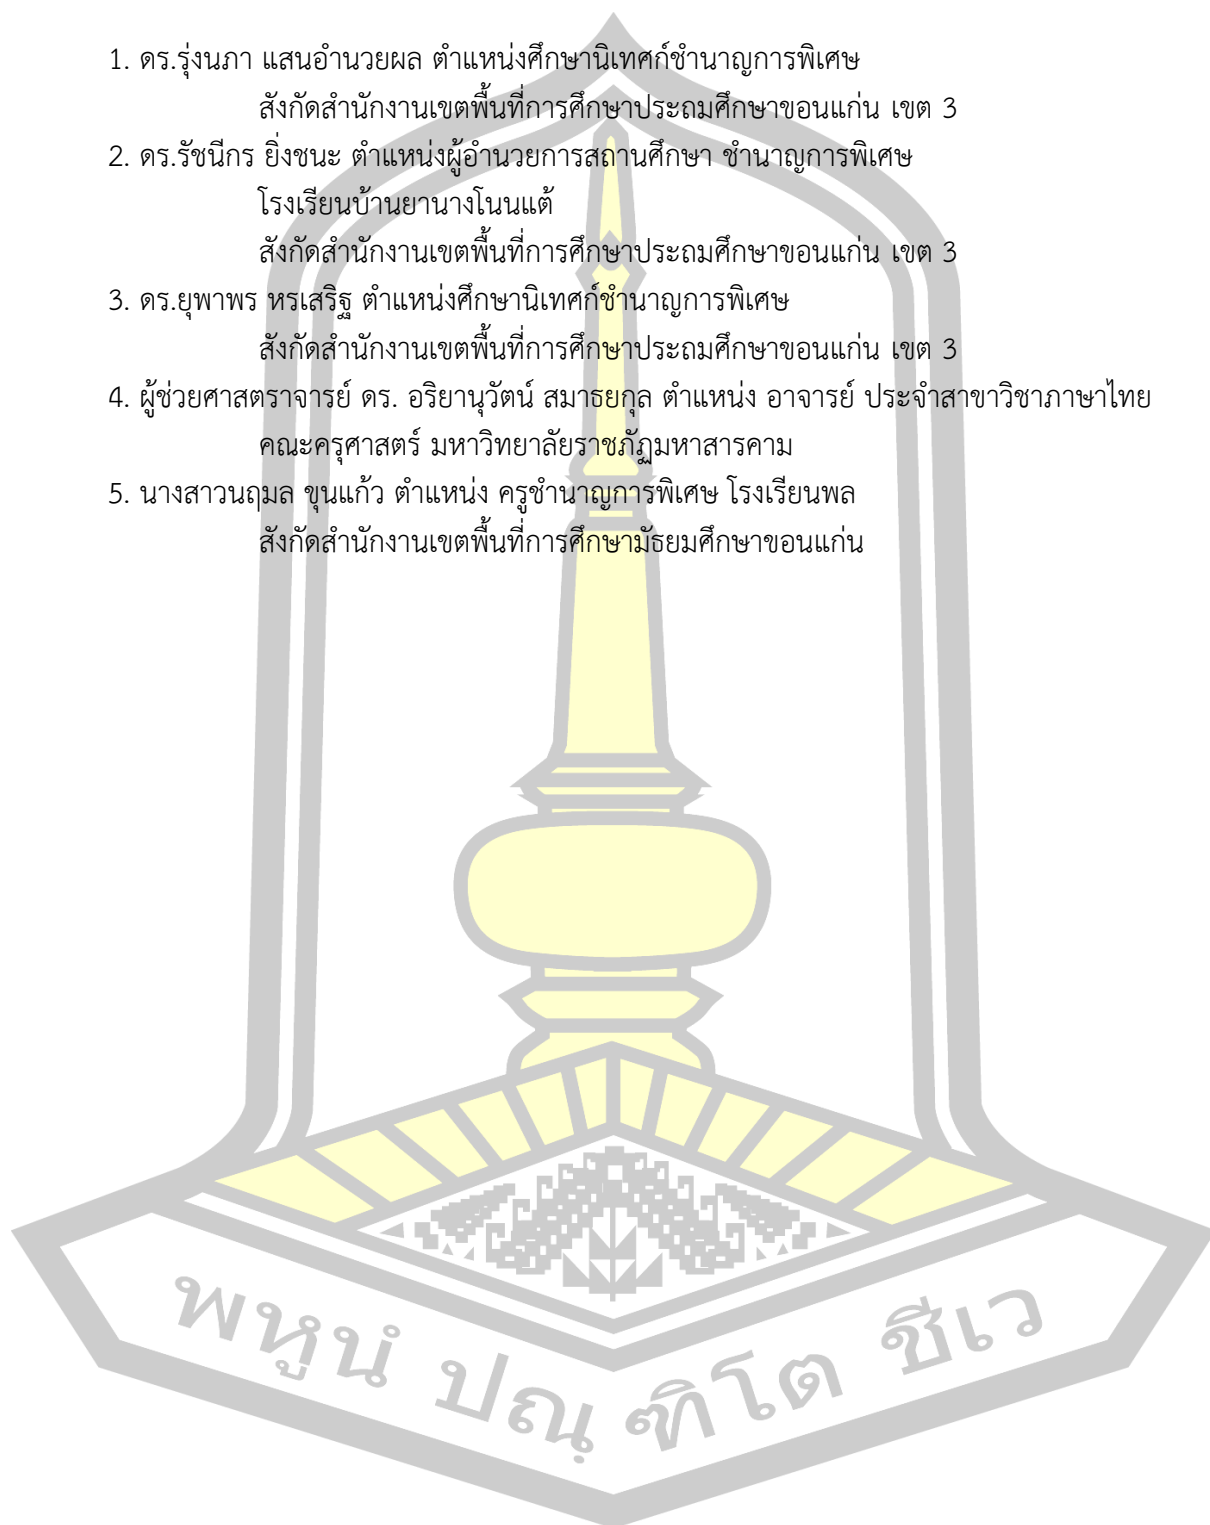 1. ดร.รุ่งนภา แสนอำนวยผล ตำแหน่งศึกษานิเทศก์ชำนาญการพิเศษ
สังกัดสำนักงานเขตพื้นที่การศึกษาประถมศึกษาขอนแก่น เขต 3
2. ดร.รัชนีกร ยิ่งชนะ ตำแหน่งผู้อำนวยการสถานศึกษา ชำนาญการพิเศษ
โรงเรียนบ้านยานางโนนแต้
สังกัดสำนักงานเขตพื้นที่การศึกษาประถมศึกษาขอนแก่น เขต 3
3. ดร.ยุพาพร หรเสริฐ ตำแหน่งศึกษานิเทศก์ชำนาญการพิเศษ
สังกัดสำนักงานเขตพื้นที่การศึกษาประถมศึกษาขอนแก่น เขต 3
4. ผู้ช่วยศาสตราจารย์ ดร. อริยานุวัตน์ สมาธยกุล ตำแหน่ง อาจารย์ ประจำสาขาวิชาภาษาไทย
คณะครุศาสตร์ มหาวิทยาลัยราชภัฏมหาสารคาม
5. นางสาวนฤมล ขุนแก้ว ตำแหน่ง ครูชำนาญการพิเศษ โรงเรียนพล
สังกัดสำนักงานเขตพื้นที่การศึกษามัธยมศึกษาขอนแก่น
พหูนํ ปณฺฑิโต ชีเว